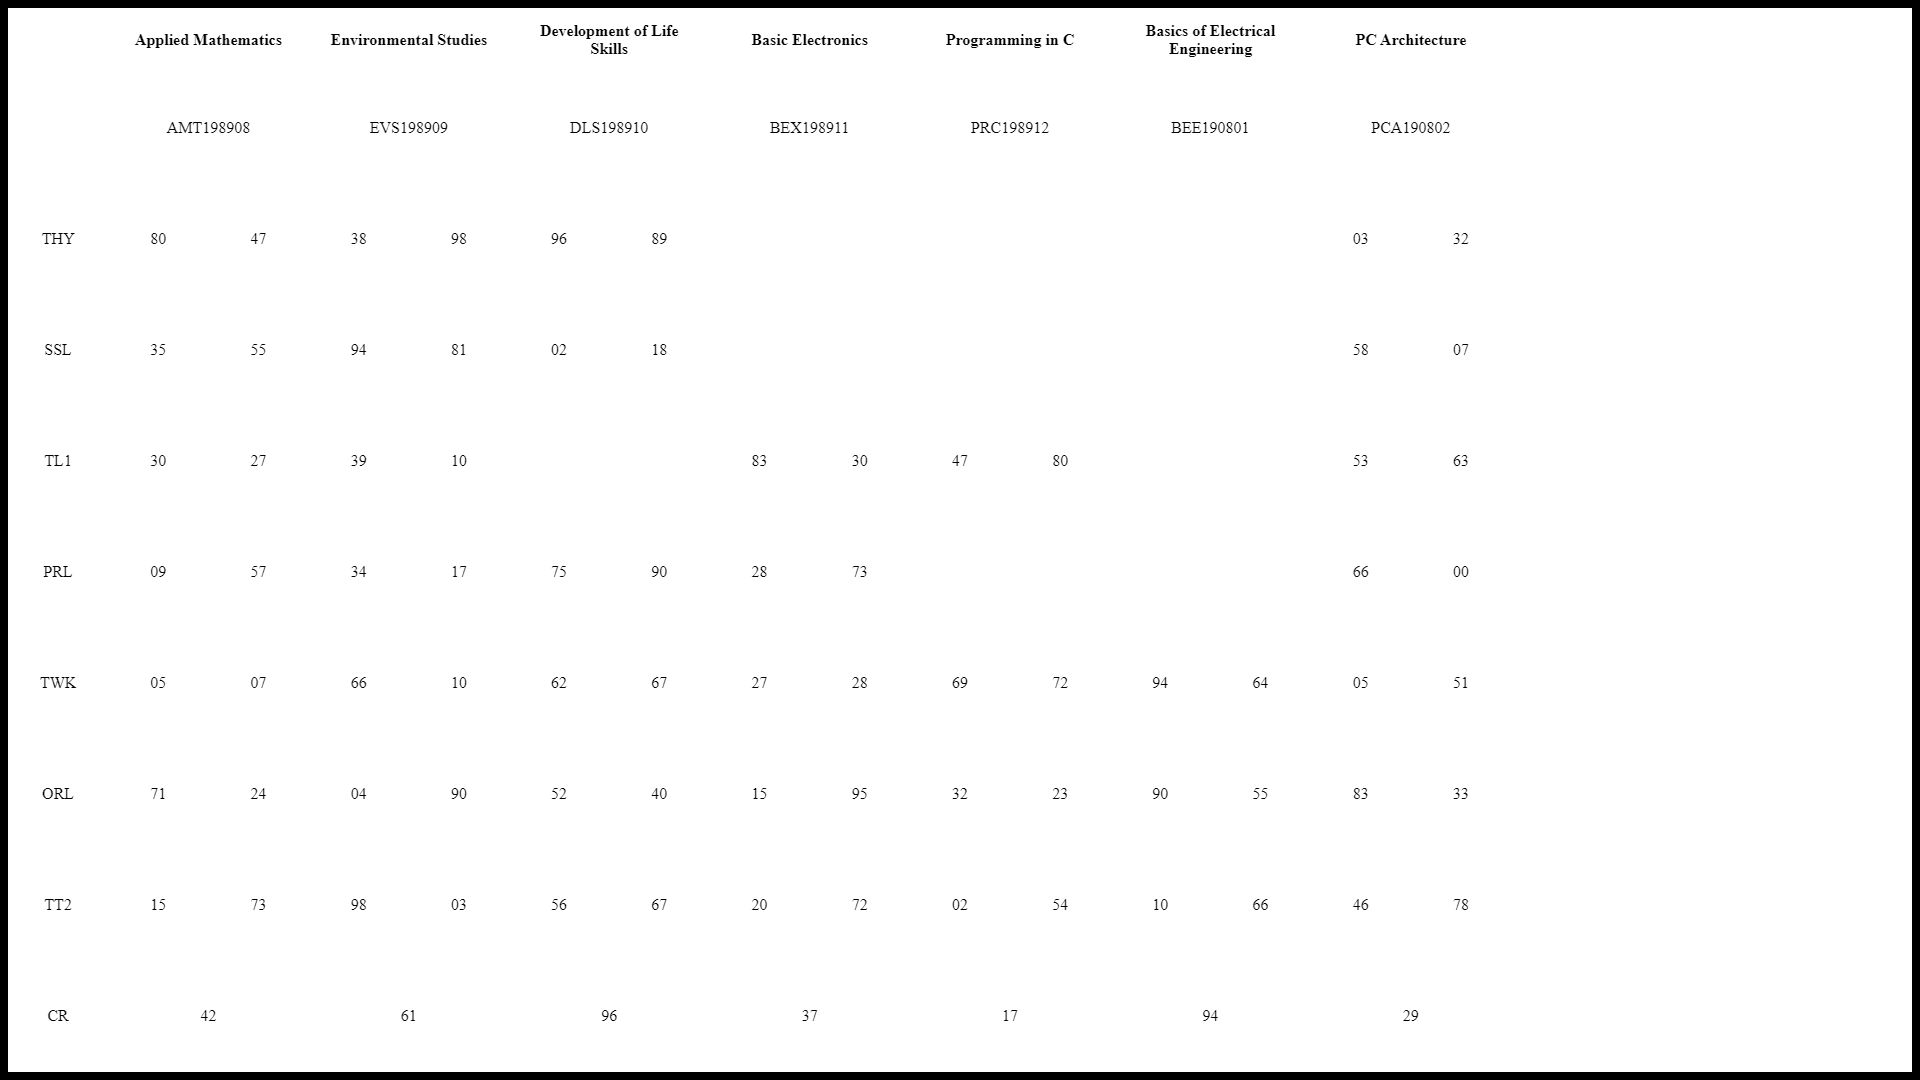 Applied Mathematics Environmental Studies Development of Life Skills Basic Electronics Programming in C Basics of Electrical Engineering PC Architecture
AMT198908 EVS198909 DLS198910 BEX198911 PRC198912 BEE190801 PCA190802
THY 80 47 38 98 96 89 03 32
SSL 35 55 94 81 02 18 58 07
TL1 30 27 39 10 83 30 47 80 53 63
PRL 09 57 34 17 75 90 28 73 66 00
TWK 05 07 66 10 62 67 27 28 69 72 94 64 05 51
ORL 71 24 04 90 52 40 15 95 32 23 90 55 83 33
TT2 15 73 98 03 56 67 20 72 02 54 10 66 46 78
CR 42 61 96 37 17 94 29